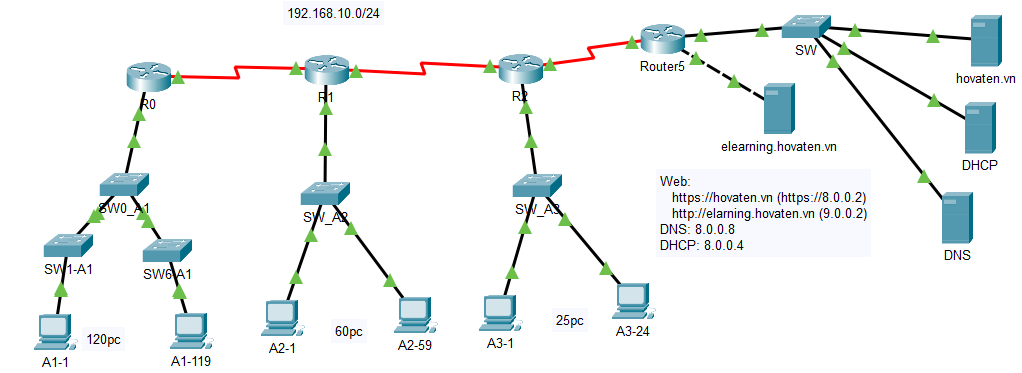 192.168.10.0/24
R0
R1
R2
Router5
SW
hovaten.vn
elearning.hovaten.vn
DHCP
DNS
Web:
https://hovaten.vn (https://8.0.0.2)
http://elarning.hovaten.vn (9.0.0.2)
DNS: 8.0.0.8
DHCP: 8.0.0.4
SW0_A1
SW_A2
SW_A3
SW1-A1
SW6-A1
120pc
60pc
25pc
A1-1
A1-119
A2-1
A2-59
A3-1
A3-24